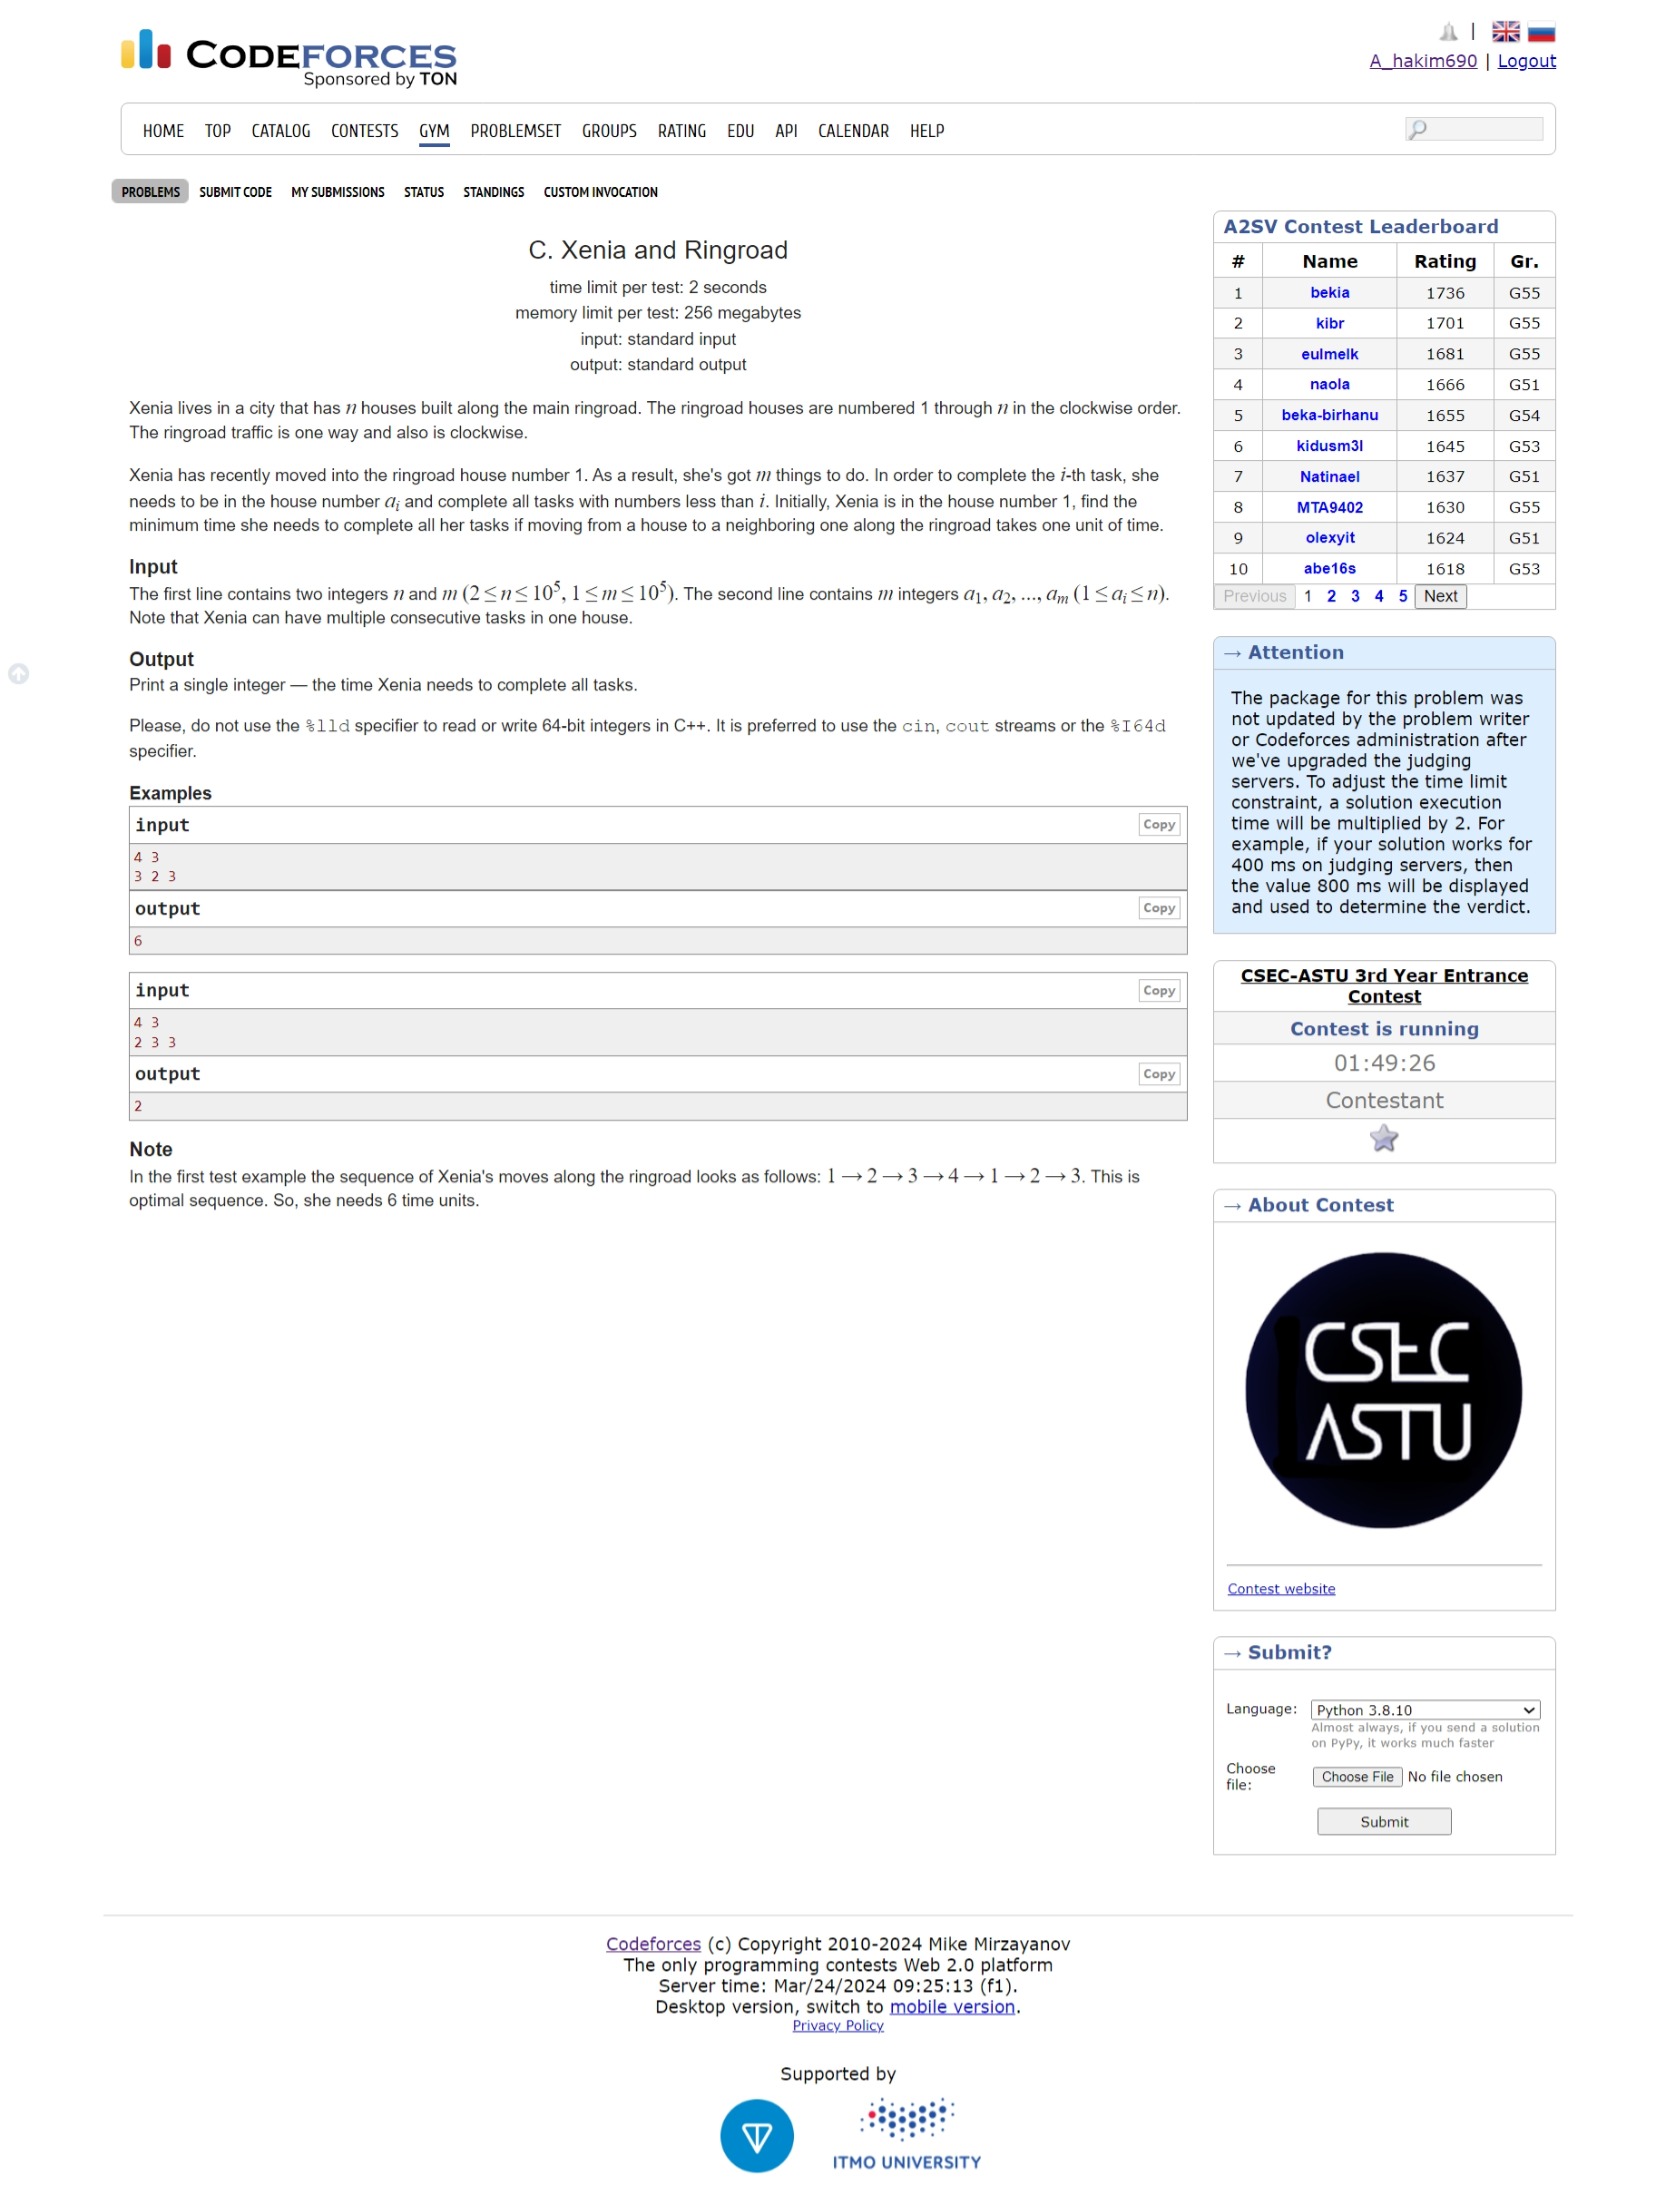 CODEFORCES
Sponsored by TON
|
A_hakim690 | Logout
HOME TOP CATALOG CONTESTS GYM PROBLEMSET GROUPS RATING EDU API CALENDAR HELP
PROBLEMS SUBMIT CODE MY SUBMISSIONS STATUS STANDINGS CUSTOM INVOCATION
C. Xenia and Ringroad
time limit per test: 2 seconds
memory limit per test: 256 megabytes
input: standard input
output: standard output
Xenia lives in a city that has n houses built along the main ringroad. The ringroad houses are numbered 1 through n in the clockwise order.
The ringroad traffic is one way and also is clockwise.
Xenia has recently moved into the ringroad house number 1. As a result, she's got m things to do. In order to complete the i-th task, she
needs to be in the house number aᵢ and complete all tasks with numbers less than i. Initially, Xenia is in the house number 1, find the
minimum time she needs to complete all her tasks if moving from a house to a neighboring one along the ringroad takes one unit of time.
Input
The first line contains two integers n and m (2 ≤ n ≤ 10⁵, 1 ≤ m ≤ 10⁵). The second line contains m integers a₁, a₂, ..., aₘ (1 ≤ aᵢ ≤ n).
Note that Xenia can have multiple consecutive tasks in one house.
Output
Print a single integer — the time Xenia needs to complete all tasks.
Please, do not use the %lld specifier to read or write 64-bit integers in C++. It is preferred to use the cin, cout streams or the %I64d
specifier.
Examples
input Copy
4 3
3 2 3
output Copy
6
input Copy
4 3
2 3 3
output Copy
2
Note
In the first test example the sequence of Xenia's moves along the ringroad looks as follows: 1 → 2 → 3 → 4 → 1 → 2 → 3. This is
optimal sequence. So, she needs 6 time units.
A2SV Contest Leaderboard
# Name Rating Gr.
1 bekia 1736 G55
2 kibr 1701 G55
3 eulmelk 1681 G55
4 naola 1666 G51
5 beka-birhanu 1655 G54
6 kidusm3l 1645 G53
7 Natinael 1637 G51
8 MTA9402 1630 G55
9 olexyit 1624 G51
10 abe16s 1618 G53
Previous 1 2 3 4 5 Next
→ Attention
The package for this problem was
not updated by the problem writer
or Codeforces administration after
we've upgraded the judging
servers. To adjust the time limit
constraint, a solution execution
time will be multiplied by 2. For
example, if your solution works for
400 ms on judging servers, then
the value 800 ms will be displayed
and used to determine the verdict.
CSEC-ASTU 3rd Year Entrance
Contest
Contest is running
01:49:26
Contestant
→ About Contest
CSEC
ASTU
Contest website
→ Submit?
Language: Python 3.8.10
Almost always, if you send a solution
on PyPy, it works much faster
Choose
file: Choose File No file chosen
Submit
Codeforces (c) Copyright 2010-2024 Mike Mirzayanov
The only programming contests Web 2.0 platform
Server time: Mar/24/2024 09:25:13 (f1).
Desktop version, switch to mobile version.
Privacy Policy
Supported by
ITMO UNIVERSITY